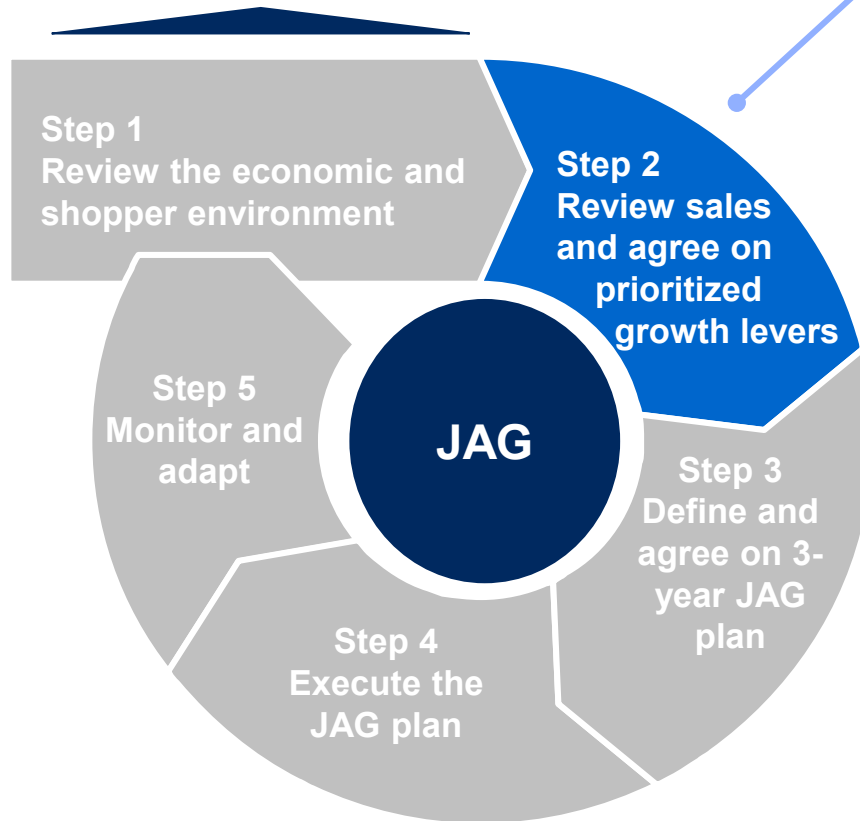 Step 1
Review the economic and
shopper environment
Step 2
Review sales
and agree on
prioritized
growth levers
Step 3
Define and
agree on 3-
year JAG
plan
Step 4
Execute the
JAG plan
Step 5
Monitor and
adapt
JAG